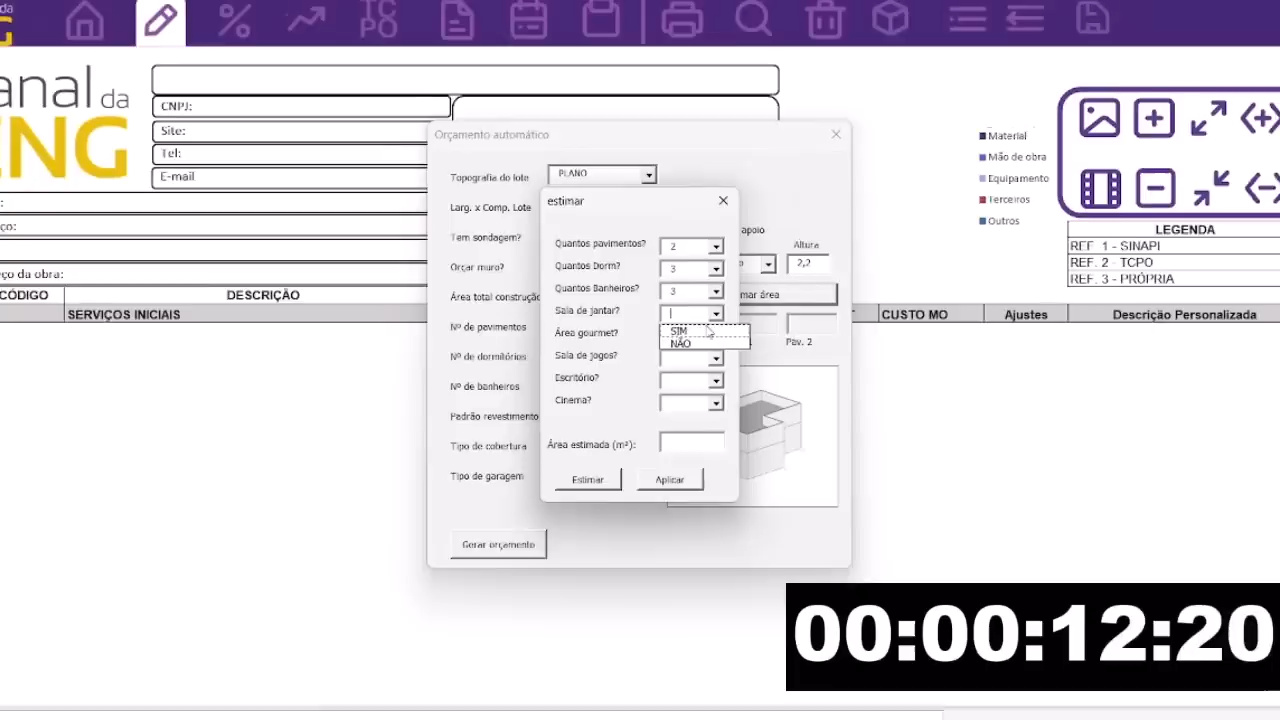 da
TC
PO
anal da
ENG
CNPJ:
Site:
Tel:
E-mail
Material
Mão de obra
Equipamento
Terceiros
Outros
LEGENDA
REF. 1 - SINAPI
REF. 2 - TCPO
REF. 3 - PRÓPRIA
ço:
ço da obra:
CÓDIGO
DESCRIÇÃO
SERVIÇOS INICIAIS
CUSTO MO
Ajustes
Descrição Personalizada
Orçamento automático
Topografia do lote
PLANO
Larg. x Comp. Lote
Tem sondagem?
apoio
Altura
Orçar muro?
2,2
Área total construçã
mar área
Nº de pavimentos
Pav. 2
Nº de dormitórios
Nº de banheiros
Padrão revestimento
Tipo de cobertura
Tipo de garagem
Gerar orçamento
estimar
Quantos pavimentos? 2
Quantos Dorm? 3
Quantos Banheiros? 3
Sala de jantar?
SIM
Área gourmet?
NÃO
Sala de jogos?
Escritório?
Cinema?
Área estimada (m²):
Estimar
Aplicar
00:00:12:20